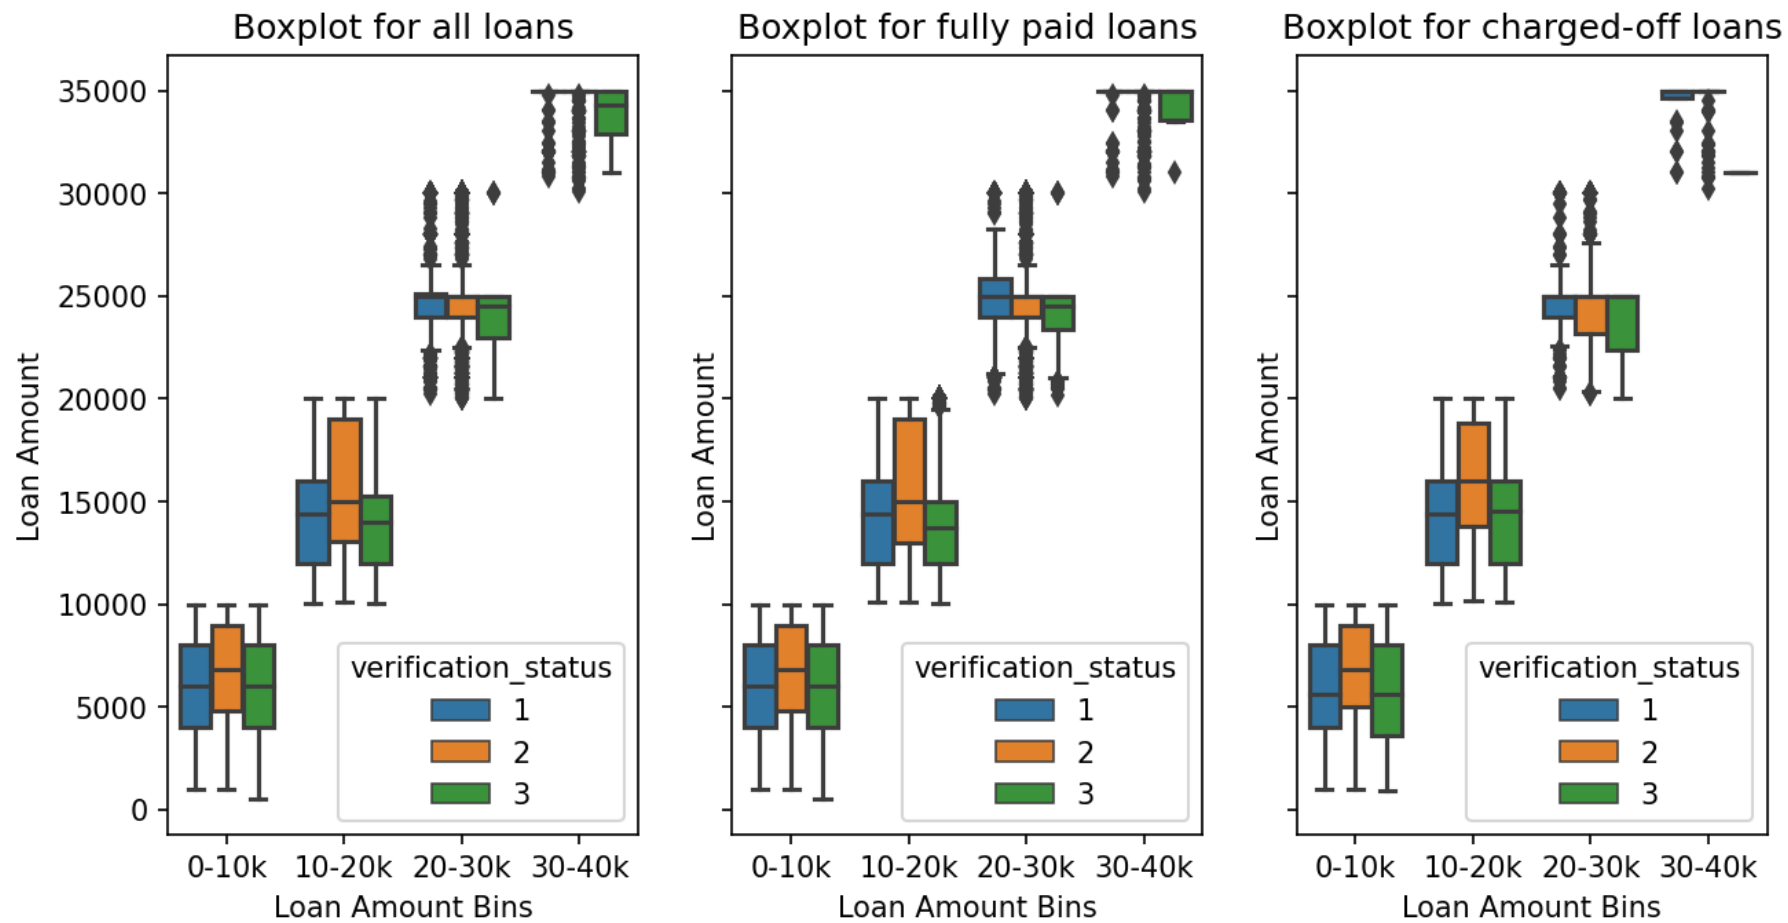 Boxplot for all loans
Boxplot for fully paid loans
Boxplot for charged-off loans
Loan Amount
35000
30000
25000
20000
15000
10000
5000
0
verification_status
1
2
3
0-10k 10-20k 20-30k 30-40k
Loan Amount Bins
Loan Amount
verification_status
1
2
3
0-10k 10-20k 20-30k 30-40k
Loan Amount Bins
Loan Amount
verification_status
1
2
3
0-10k 10-20k 20-30k 30-40k
Loan Amount Bins